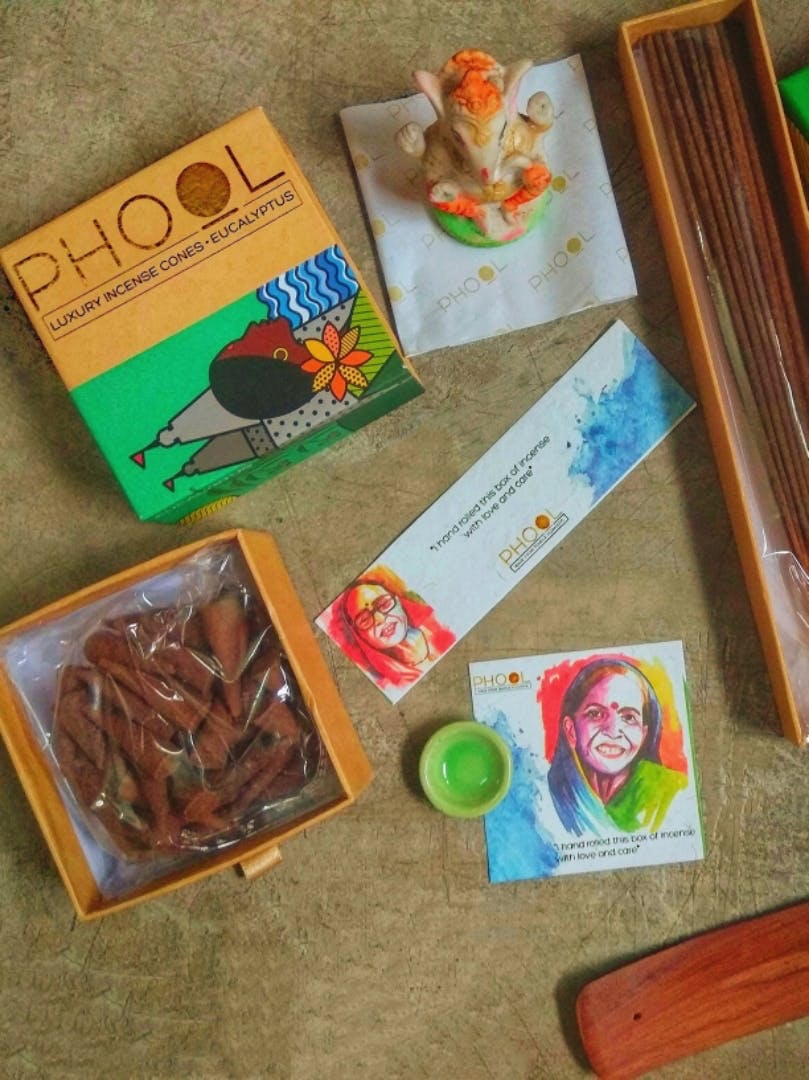 PHOOL
LUXURY INCENSE CONES • EUCALYPTUS
PHOOL
PHOOL
"I hand rolled this box of incense
with love and care"
PHOOL
PHOOL
"I hand rolled this box of incense
with love and care"